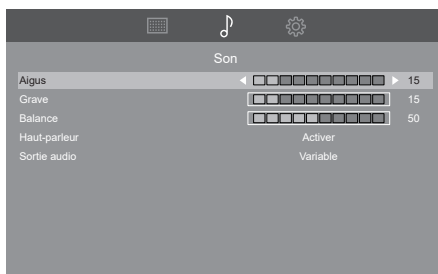 Son
Aigus 15
Grave 15
Balance 50
Haut-parleur Activer
Sortie audio Variable